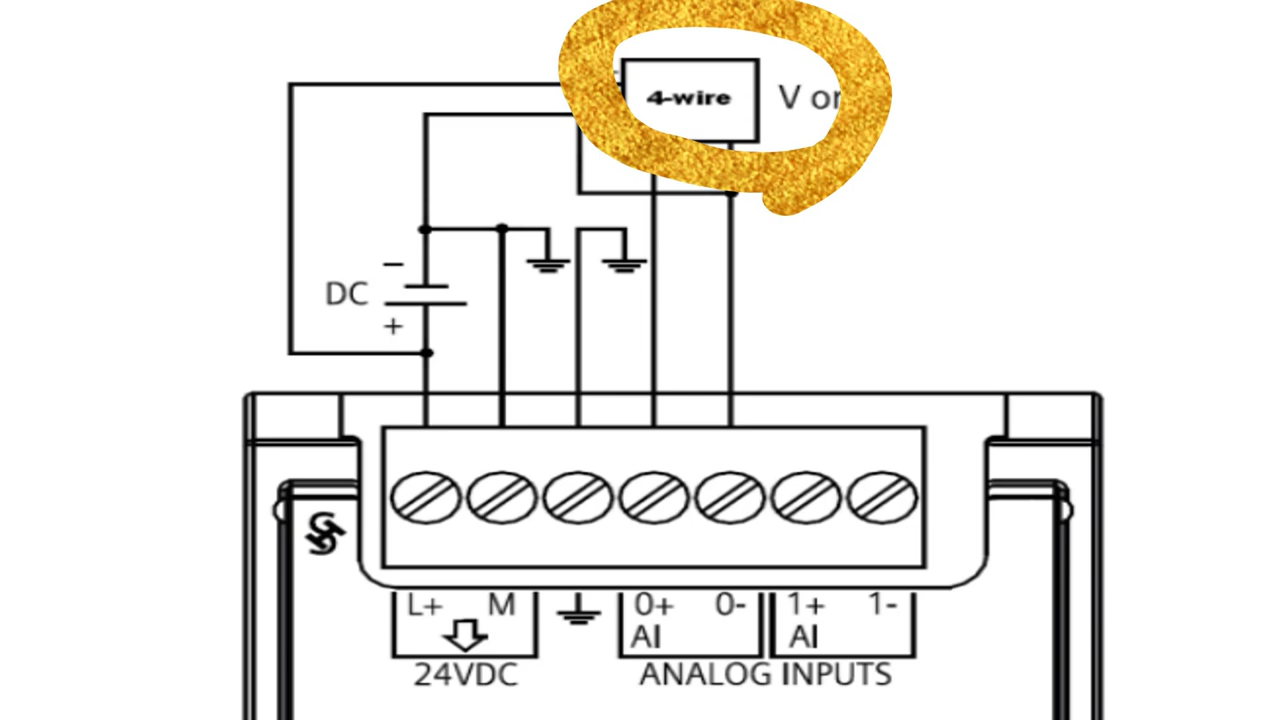 4-wire V or
−
DC
+
L+ M 0+ 0- 1+ 1-
AI AI
24VDC ANALOG INPUTS